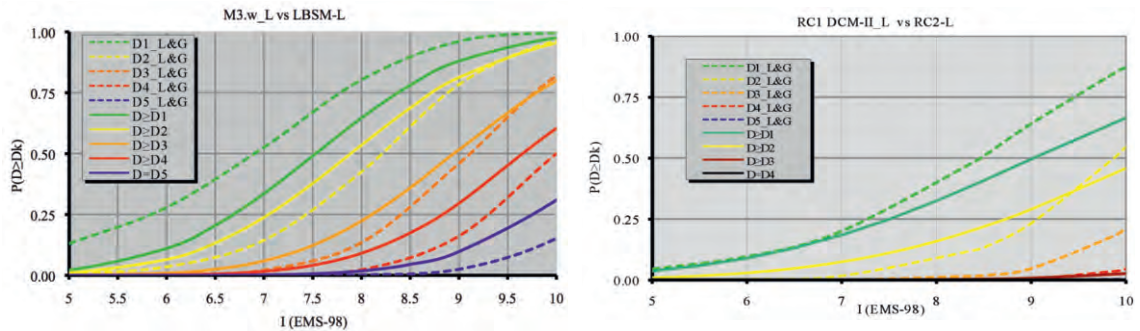 M3.w_L vs LBSM-L
P(D≥Dk)
1.00
0.75
0.50
0.25
0.00
D1_L&G
D2_L&G
D3_L&G
D4_L&G
D5_L&G
D≥D1
D≥D2
D≥D3
D≥D4
D=D5
5 5.5 6 6.5 7 7.5 8 8.5 9 9.5 10
I (EMS-98)
RC1 DCM-II_L vs RC2-L
P(D≥Dk)
1.00
0.75
0.50
0.25
0.00
D1_L&G
D2_L&G
D3_L&G
D4_L&G
D5_L&G
D≥D1
D≥D2
D≥D3
D=D4
5 6 7 8 9 10
I (EMS-98)